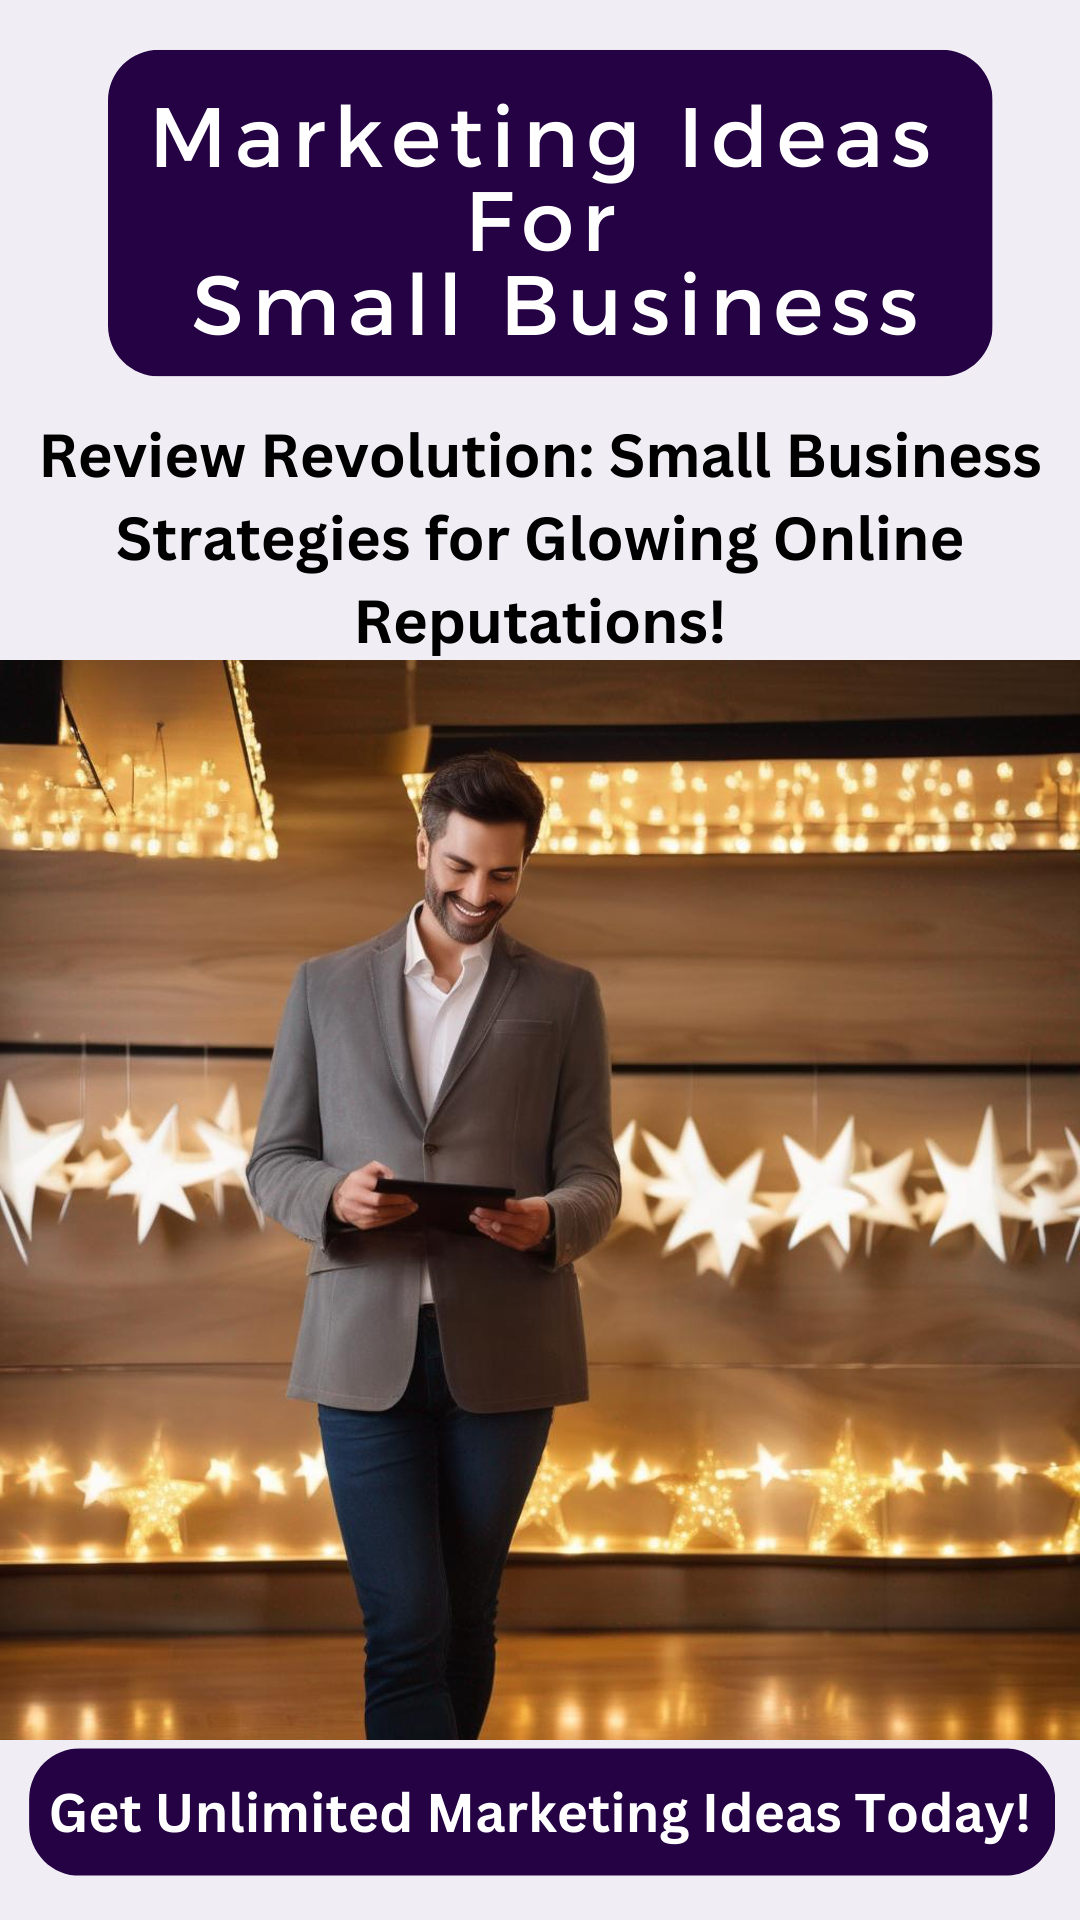 Marketing Ideas
For
Small Business
Review Revolution: Small Business
Strategies for Glowing Online
Reputations!
Get Unlimited Marketing Ideas Today!